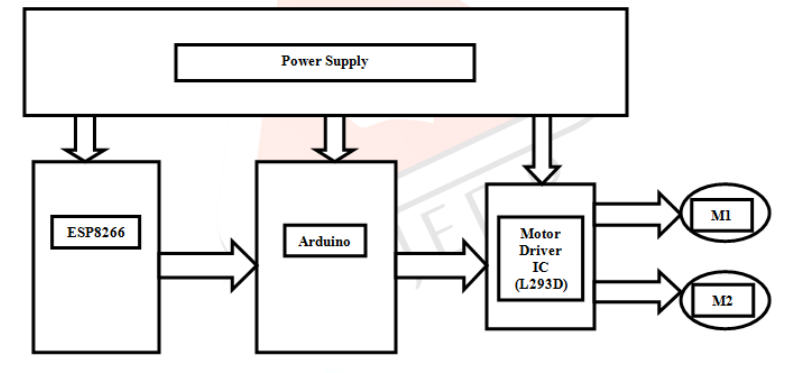 Power Supply
ESP8266
Arduino
Motor
Driver
IC
(L293D)
M1
M2